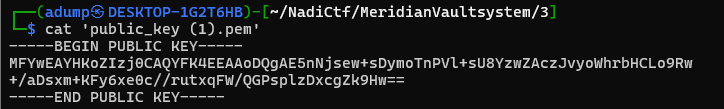 ┌──(adump㉿DESKTOP-1G2T6HB)-[~/NadiCtf/MeridianVaultsystem/3]
└─$ cat 'public_key (1).pem'
-----BEGIN PUBLIC KEY-----
MFYwEAYHKoZIzj0CAQYFK4EEAAoDQgAE5nNjsew+sDymoTnPVl+sU8YzwZAczJvyoWhrbHCLo9Rw
+/aDsxm+KFy6xe0c//rutxqFW/QGPsplzDxcgZk9Hw==
-----END PUBLIC KEY-----